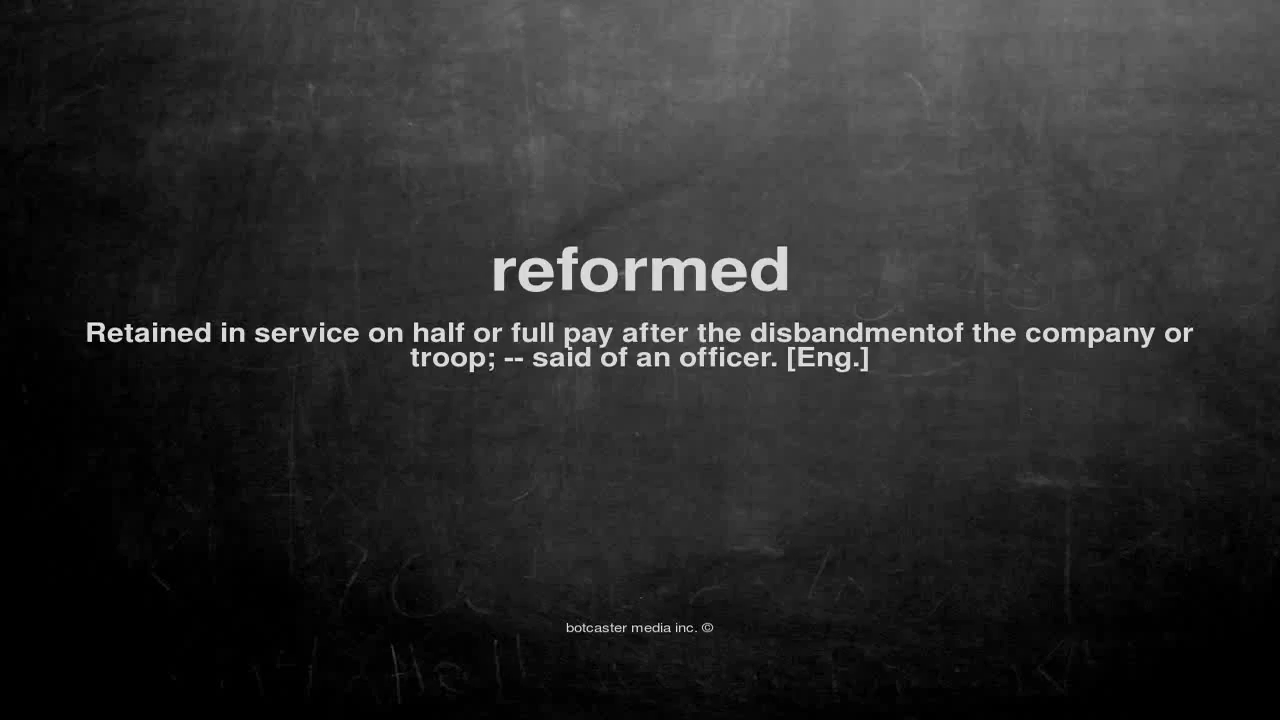 reformed
Retained in service on half or full pay after the disbandmentof the company or
troop; -- said of an officer. [Eng.]
botcaster media inc. ©